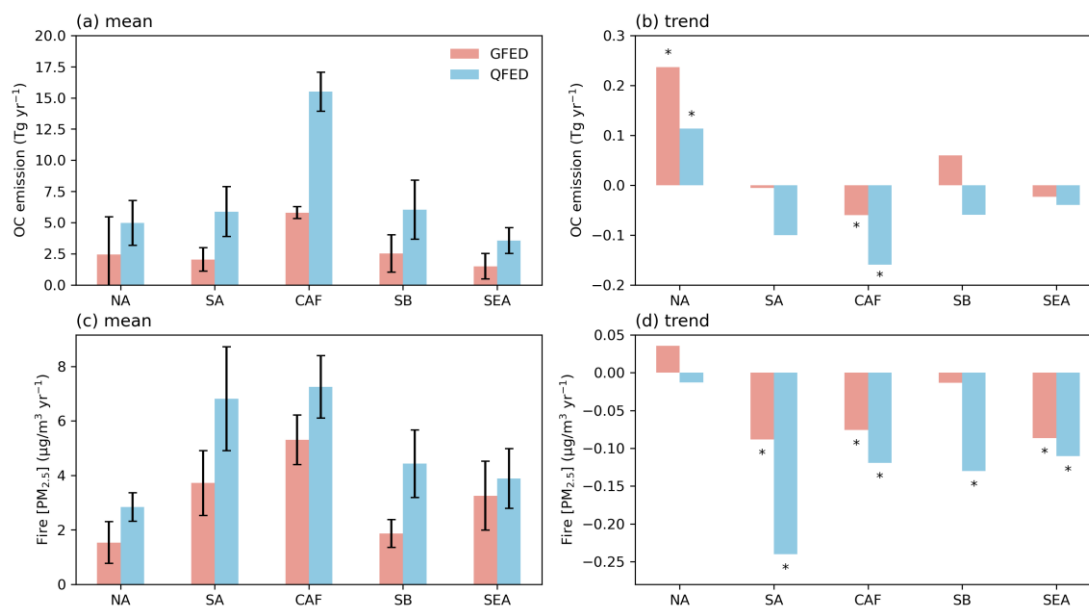 (a) mean
OC emission (Tg yr⁻¹)
20.0
17.5
15.0
12.5
10.0
7.5
5.0
2.5
0.0
GFED
QFED
NA SA CAF SB SEA
(b) trend
OC emission (Tg yr⁻¹)
0.3
0.2
0.1
0.0
−0.1
−0.2
* * * *
NA SA CAF SB SEA
(c) mean
Fire [PM₂.₅] (μg/m³ yr⁻¹)
8
6
4
2
0
NA SA CAF SB SEA
(d) trend
Fire [PM₂.₅] (μg/m³ yr⁻¹)
0.05
0.00
−0.05
−0.10
−0.15
−0.20
−0.25
* * * * * * *
NA SA CAF SB SEA